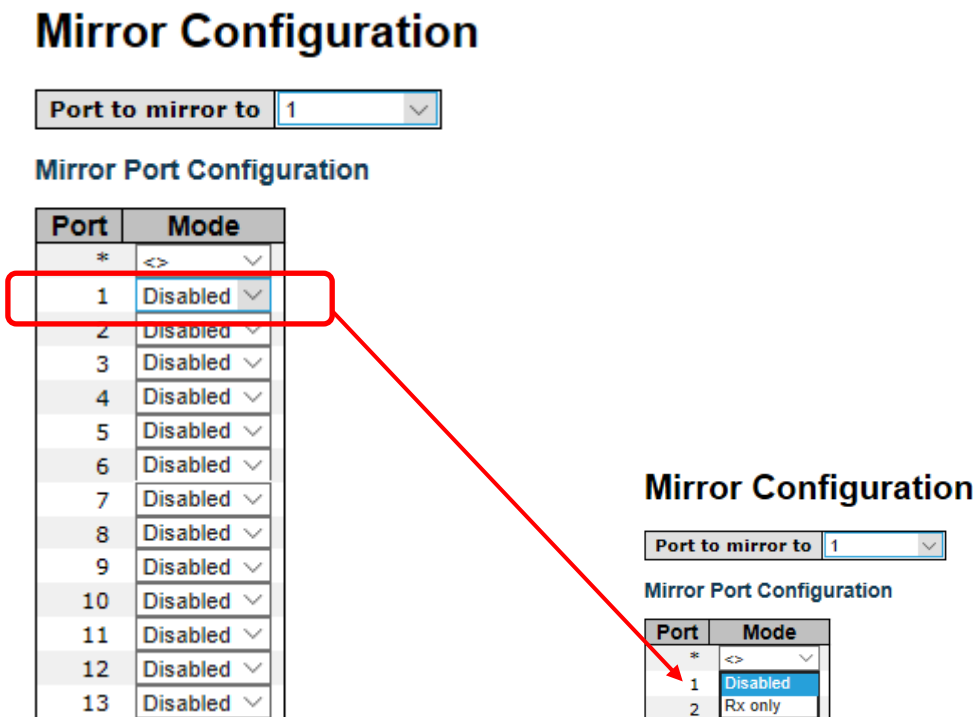 Mirror Configuration
Port to mirror to 1
Mirror Port Configuration
Port Mode
* <>
1 Disabled
2 Disabled
3 Disabled
4 Disabled
5 Disabled
6 Disabled
7 Disabled
8 Disabled
9 Disabled
10 Disabled
11 Disabled
12 Disabled
13 Disabled
Mirror Configuration
Port to mirror to 1
Mirror Port Configuration
Port Mode
* <>
1 Disabled
2 Rx only